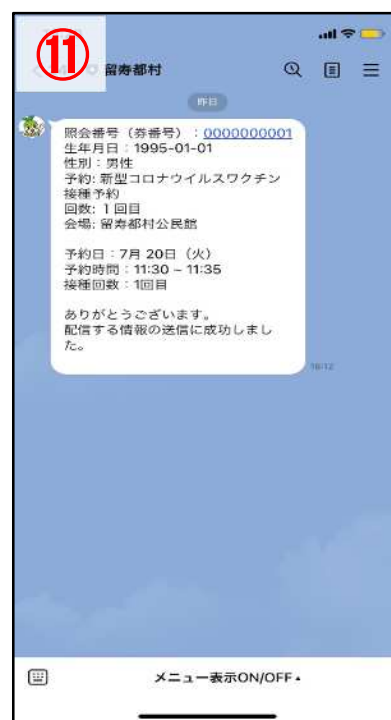 ⑪
留寿都村
昨日
照会番号（券番号）：0000000001
生年月日：1995-01-01
性別：男性
予約: 新型コロナウイルスワクチン
接種予約
回数: 1回目
会場: 留寿都村公民館
予約日：7月 20日（火）
予約時間：11:30 – 11:35
接種回数：1回目
ありがとうございます。
配信する情報の送信に成功しまし
た。
16:12
メニュー表示ON/OFF▲